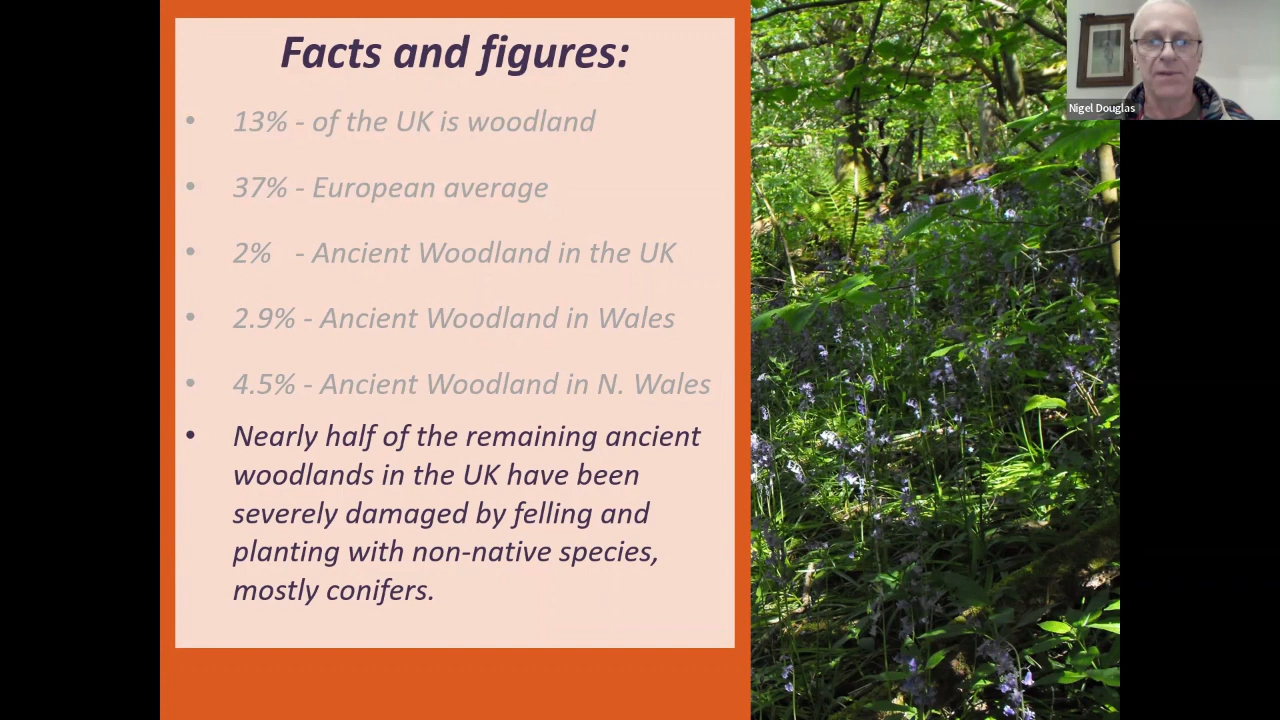 Facts and figures:
• 13% - of the UK is woodland
• 37% - European average
• 2% - Ancient Woodland in the UK
• 2.9% - Ancient Woodland in Wales
• 4.5% - Ancient Woodland in N. Wales
• Nearly half of the remaining ancient
woodlands in the UK have been
severely damaged by felling and
planting with non-native species,
mostly conifers.
Nigel Douglas